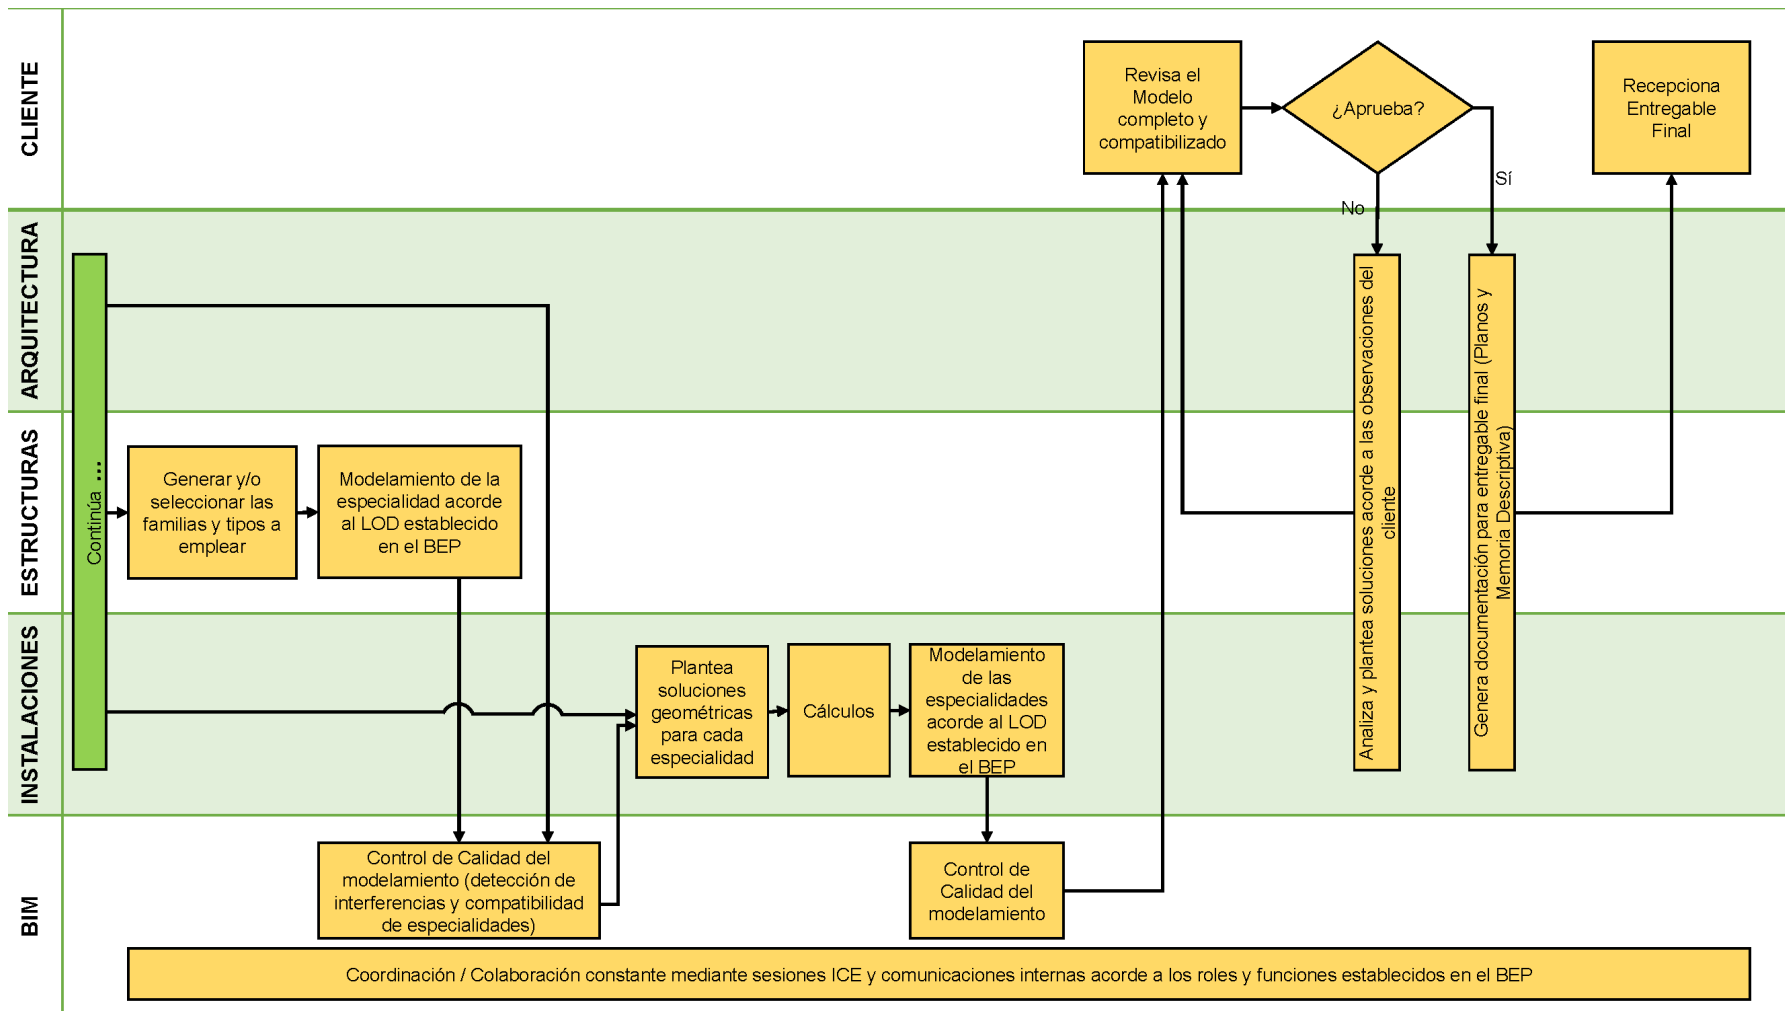 CLIENTE
Revisa el
Modelo
completo y
compatibilizado
¿Aprueba?
Recepciona
Entregable
Final
Sí
No
ARQUITECTURA
Continúa ...
Analiza y plantea soluciones acorde a las observaciones del
cliente
Genera documentación para entregable final (Planos y
Memoria Descriptiva)
ESTRUCTURAS
Generar y/o
seleccionar las
familias y tipos a
emplear
Modelamiento de la
especialidad acorde
al LOD establecido
en el BEP
INSTALACIONES
Plantea
soluciones
geométricas
para cada
especialidad
Cálculos
Modelamiento
de las
especialidades
acorde al LOD
establecido en
el BEP
BIM
Control de Calidad del
modelamiento (detección de
interferencias y compatibilidad
de especialidades)
Control de
Calidad del
modelamiento
Coordinación / Colaboración constante mediante sesiones ICE y comunicaciones internas acorde a los roles y funciones establecidos en el BEP